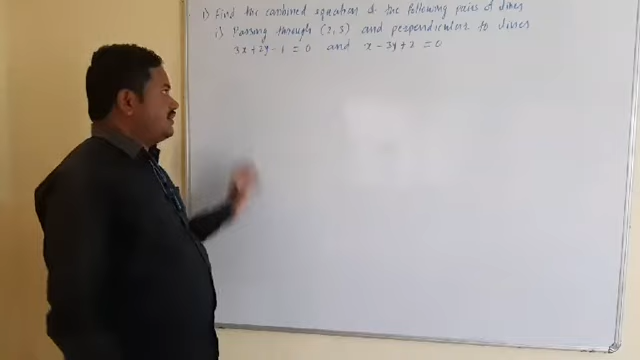 1) Find the combined equation of the following pairs of lines
i) Passing through (2, 3) and perpendiculars to lines
3x + 2y - 1 = 0 and x - 3y + 2 = 0